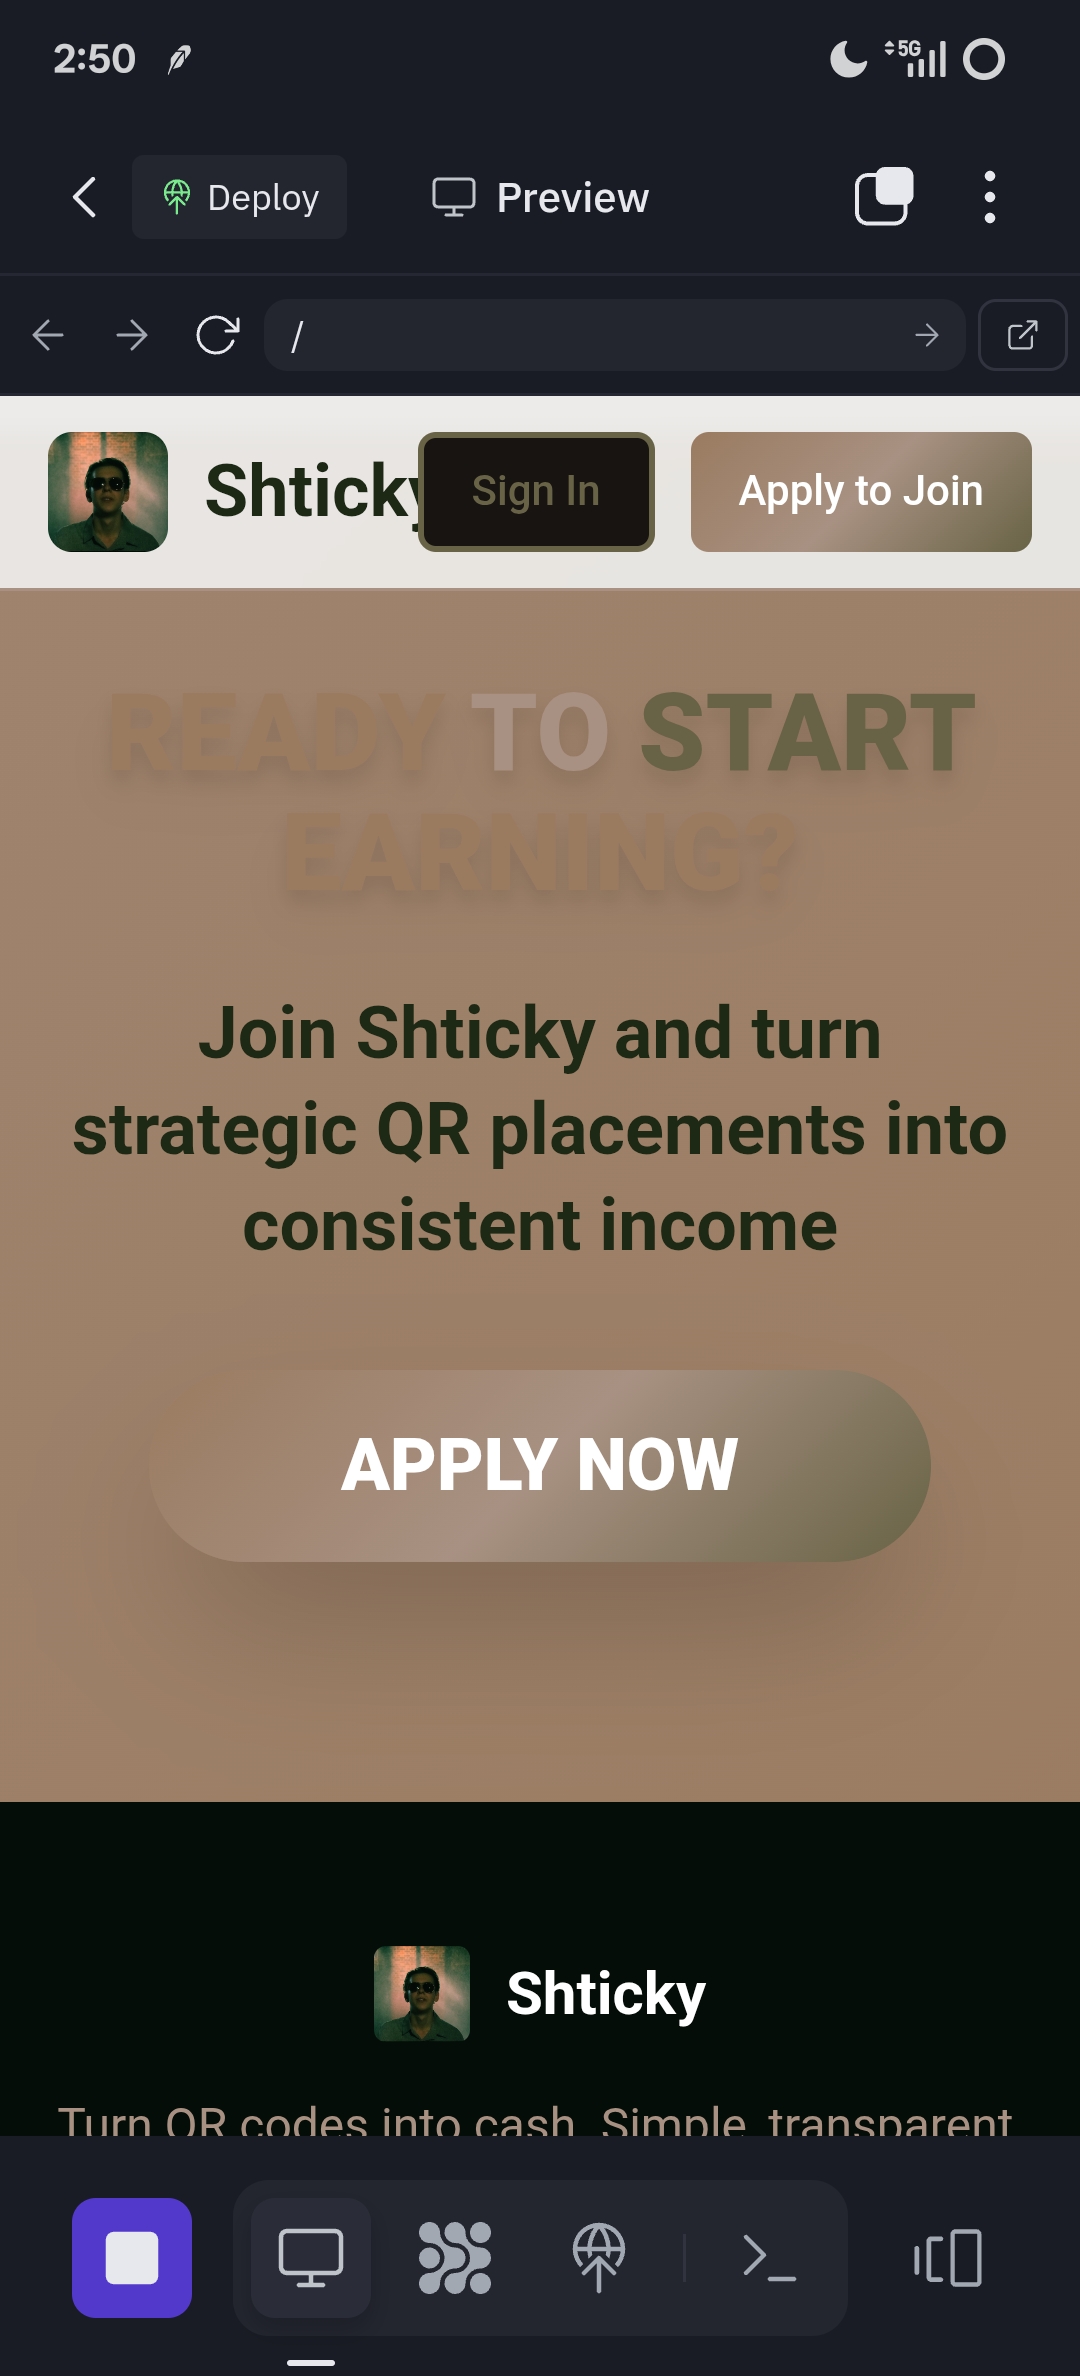 2:50
5G
Deploy
Preview
/
Shticky
Sign In
Apply to Join
READY TO START
EARNING?
Join Shticky and turn
strategic QR placements into
consistent income
APPLY NOW
Shticky
Turn QR codes into cash. Simple, transparent